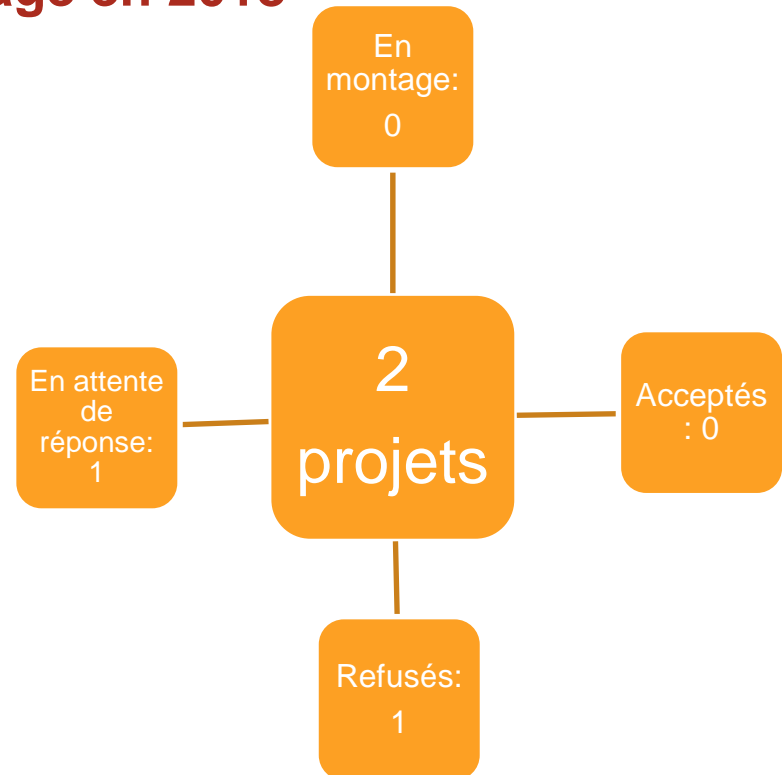 En
montage:
0
2
projets
En attente
de
réponse:
1
Acceptés
: 0
Refusés:
1